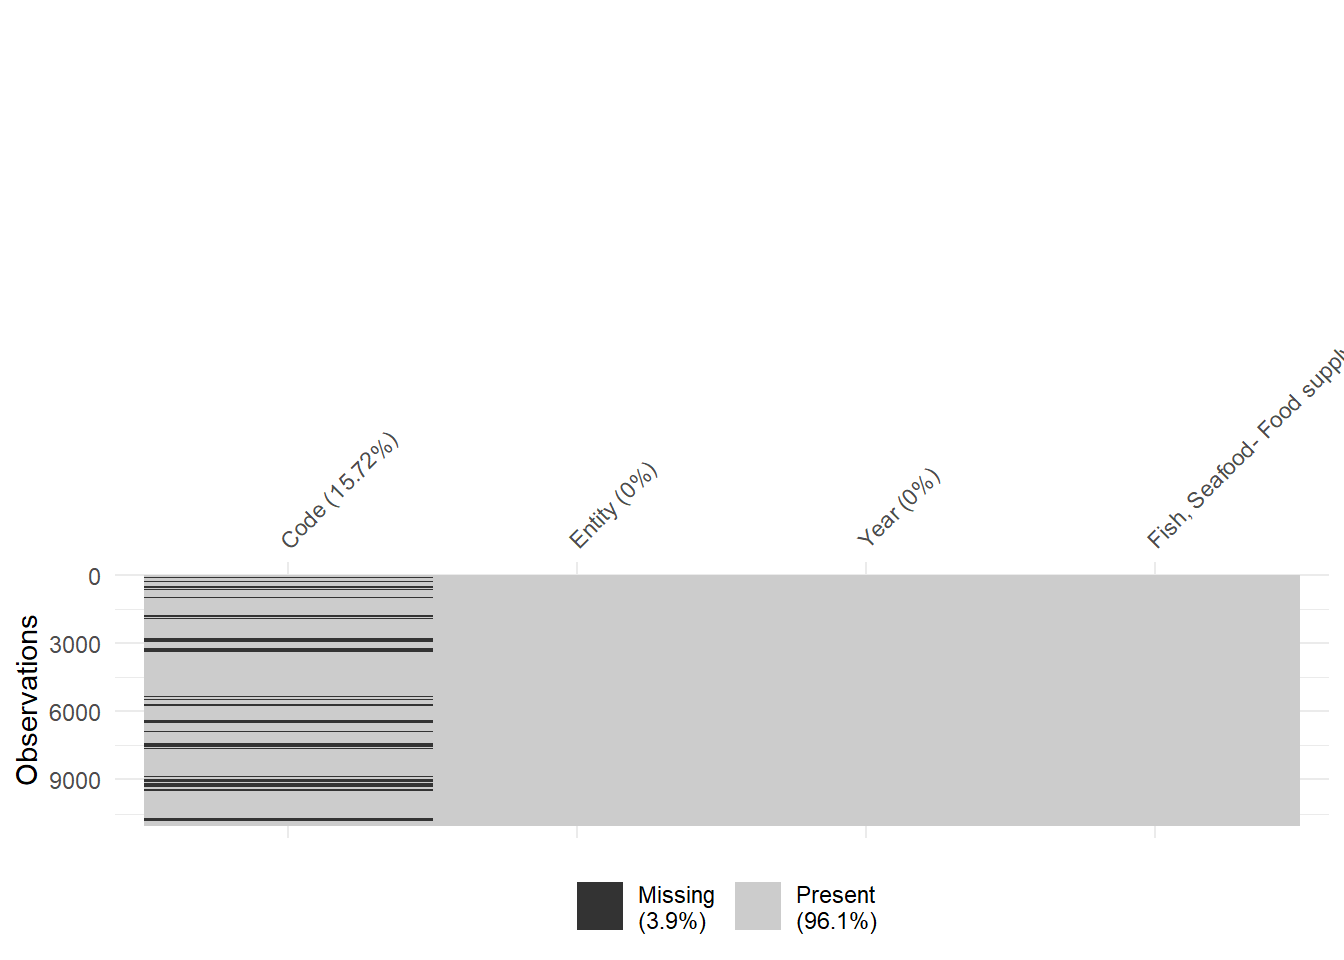 Code (15.72%)
Entity (0%)
Year (0%)
Fish, Seafood- Food supply
Observations
0
3000
6000
9000
Missing
(3.9%)
Present
(96.1%)